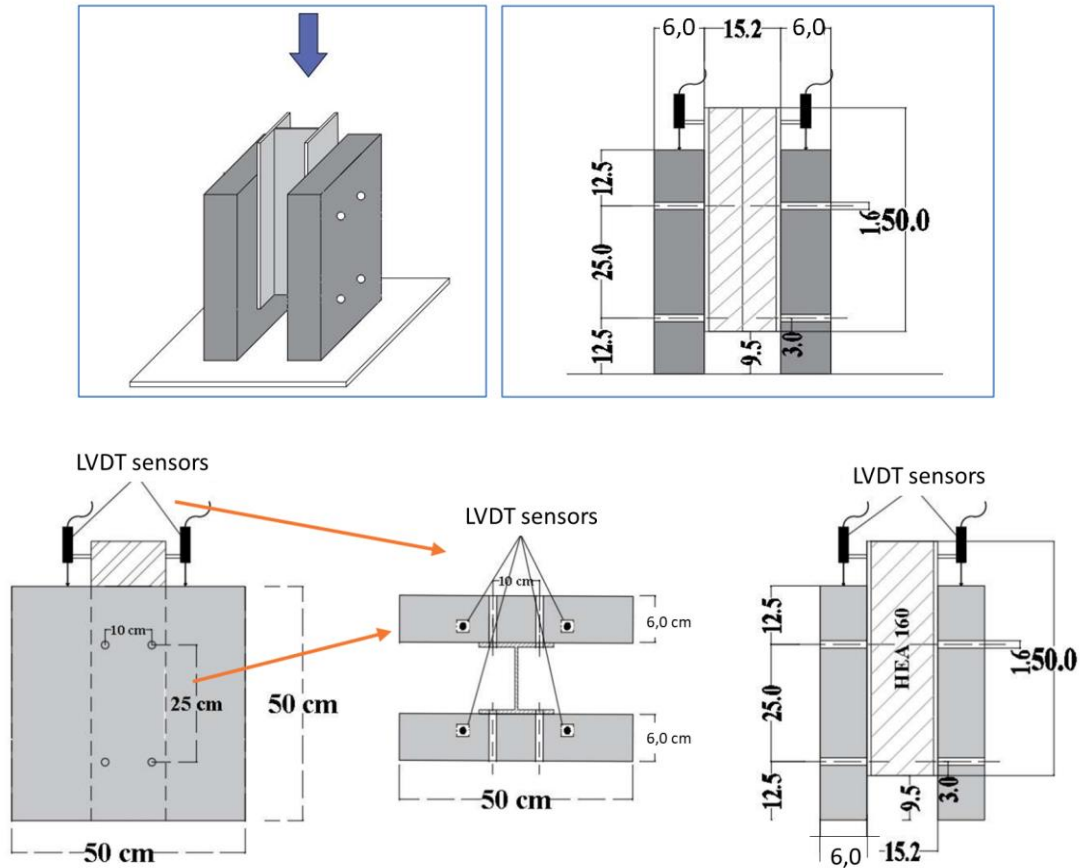 6,0 15.2 6,0
12.5
25.0
12.5
1.6
50.0
9.5
3.0
LVDT sensors
10 cm
25 cm
50 cm
50 cm
LVDT sensors
10 cm
6,0 cm
6,0 cm
50 cm
LVDT sensors
12.5
25.0
12.5
HEA 160
1.6
50.0
9.5
3.0
6,0 15.2